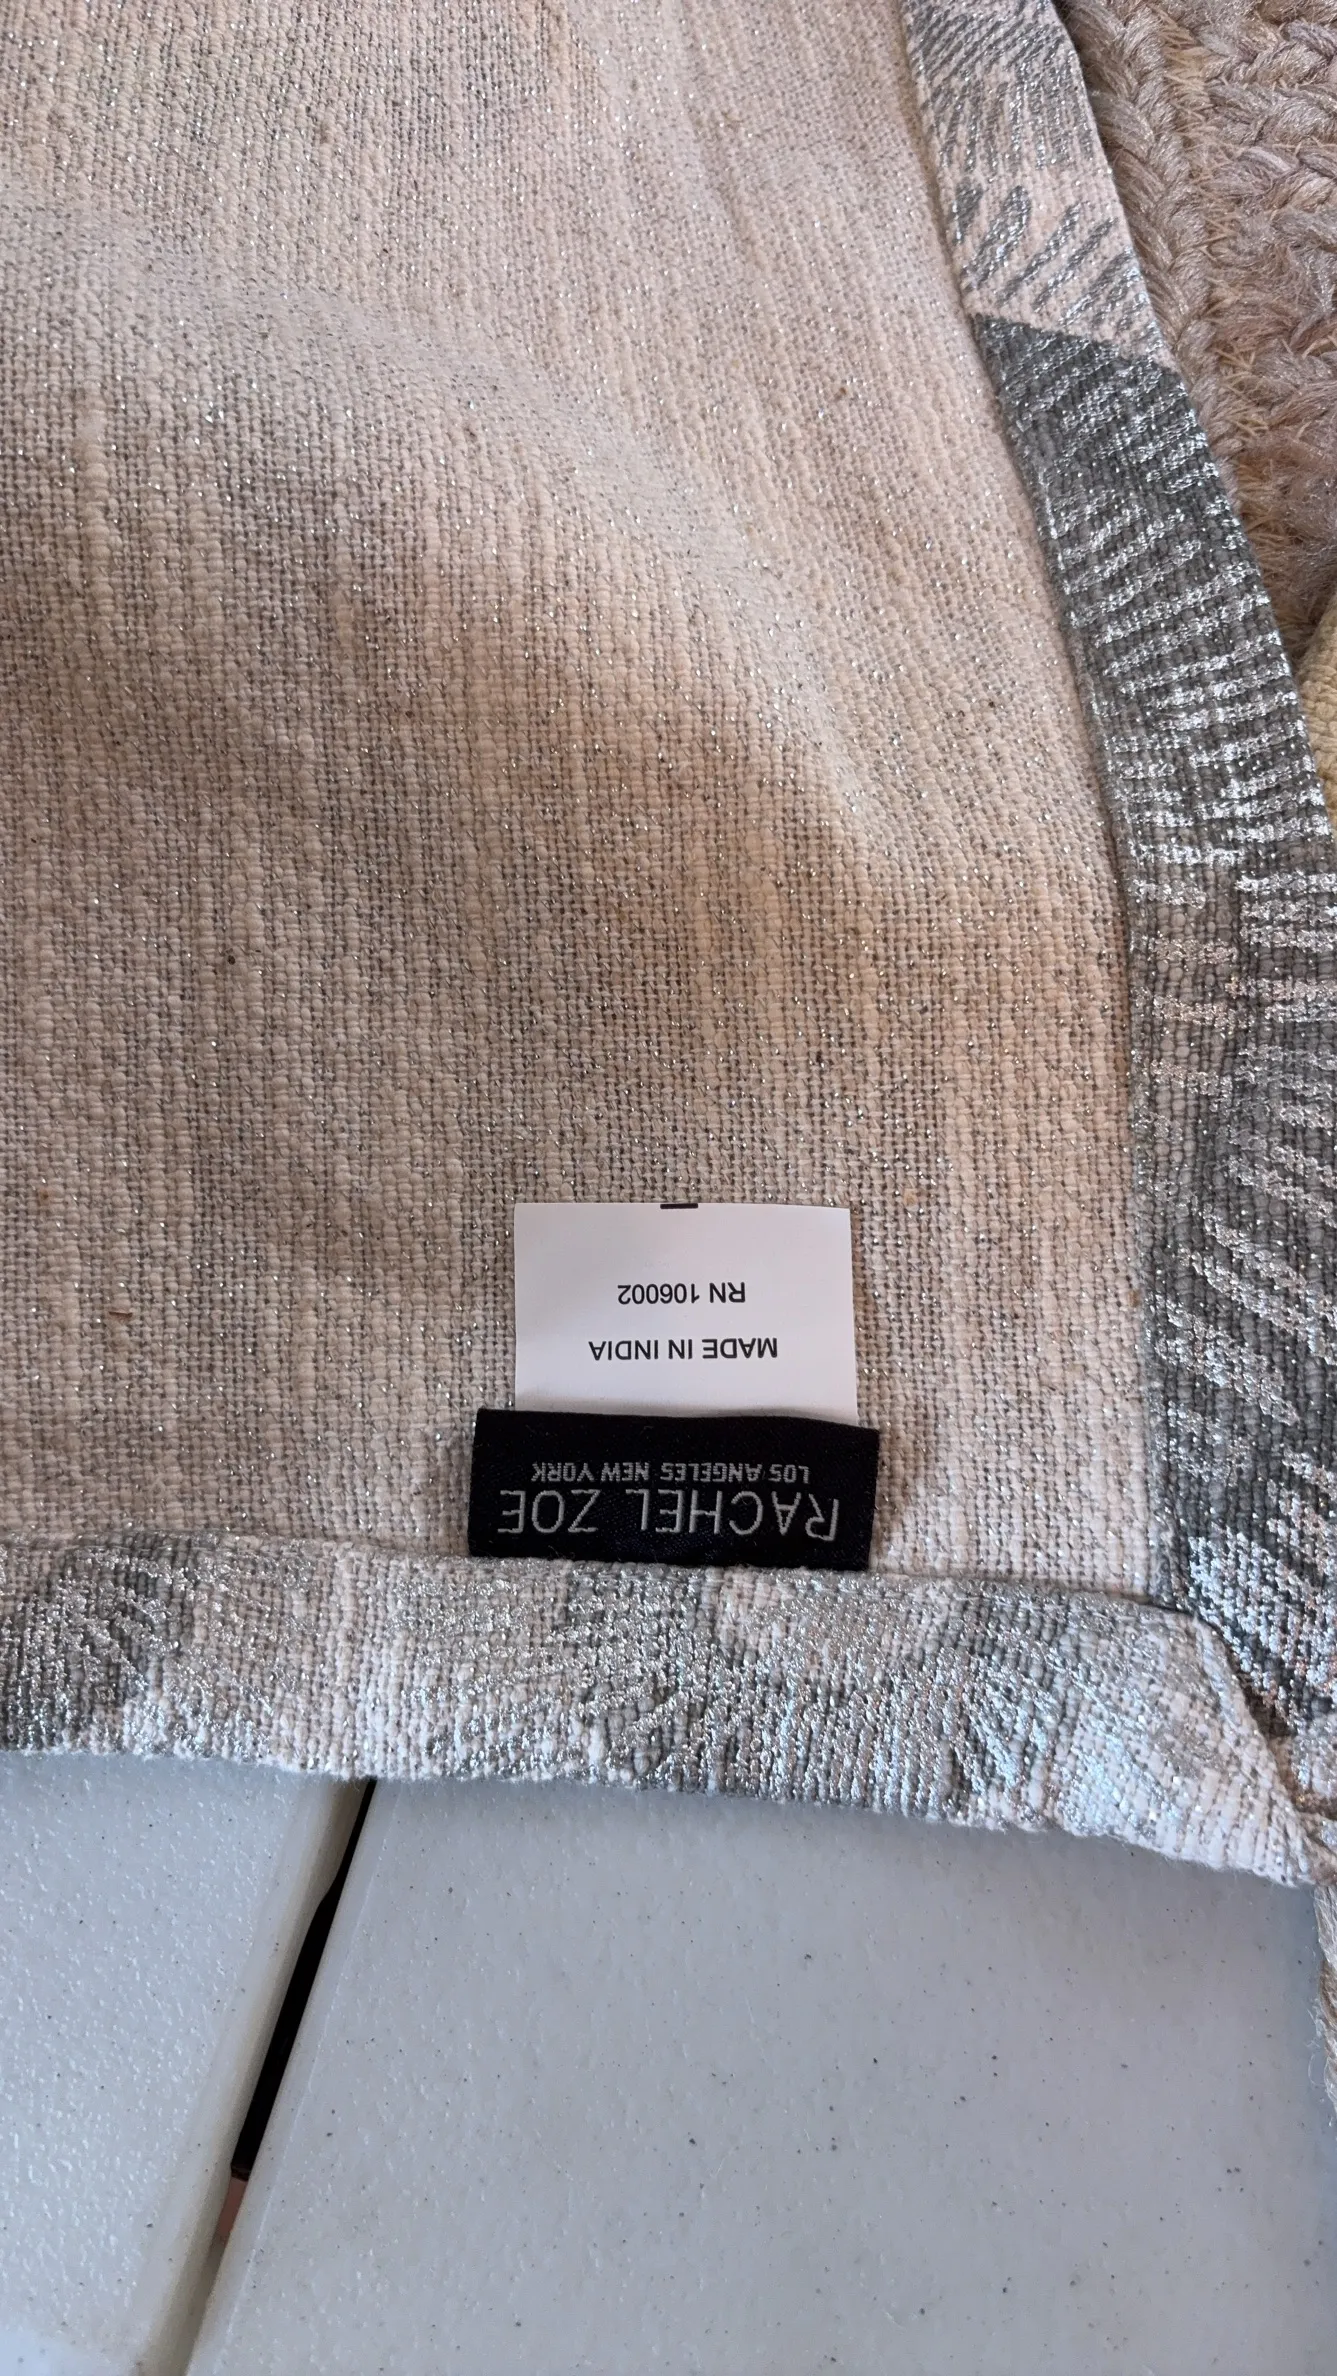 RACHEL ZOE
LOS ANGELES NEW YORK
MADE IN INDIA
RN 106002